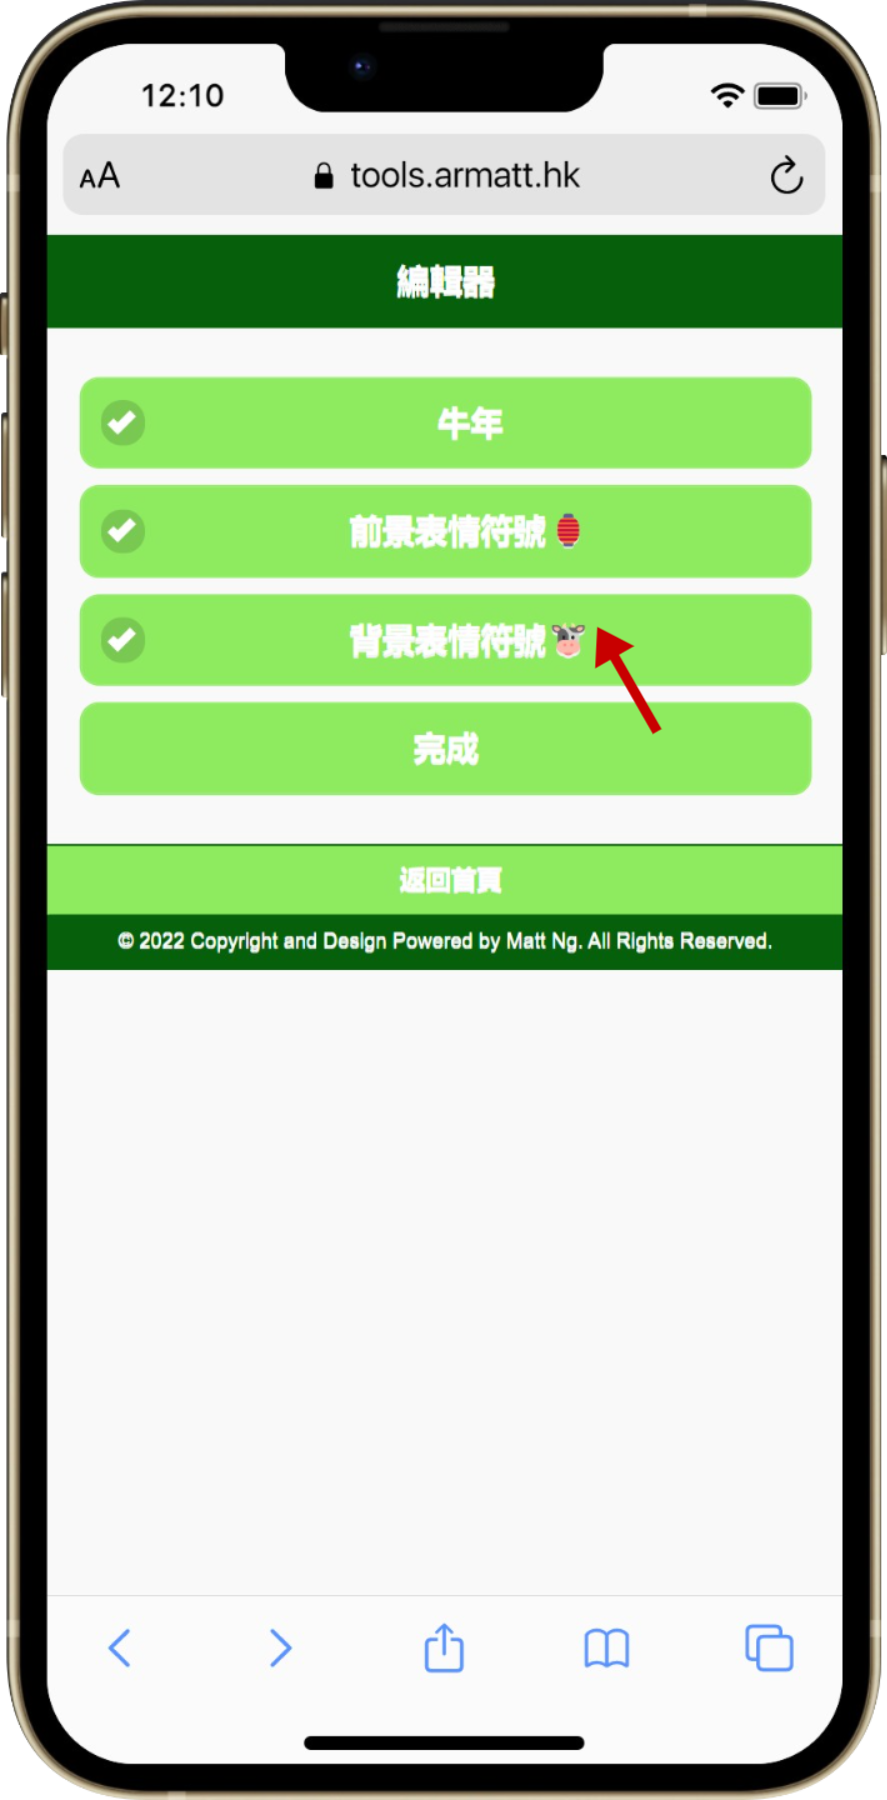 12:10
AA tools.armatt.hk
編輯器
牛年
前景表情符號🏮
背景表情符號🐮
完成
返回首頁
© 2022 Copyright and Design Powered by Matt Ng. All Rights Reserved.